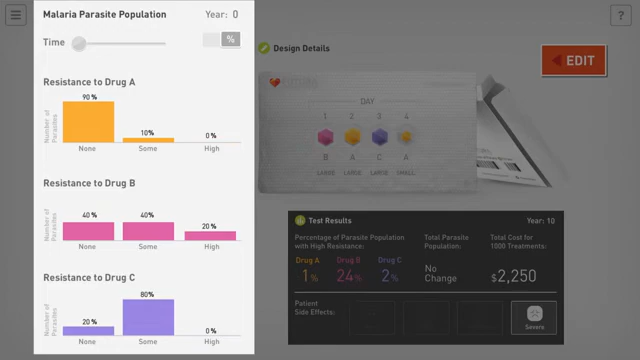 Malaria Parasite Population
Year: 0
Time
%
Resistance to Drug A
Number of Parasites
90 %
10%
0 %
None
Some
High
Resistance to Drug B
Number of Parasites
40 %
40%
20 %
None
Some
High
Resistance to Drug C
Number of Parasites
20 %
80%
0 %
None
Some
High
?
Design Details
EDIT
DAY
1
2
3
4
B
A
C
A
LARGE
LARGE
LARGE
SMALL
Test Results
Year: 10
Percentage of Parasite Population
with High Resistance:
Total Parasite
Population:
Total Cost for
1000 Treatments:
Drug A
Drug B
Drug C
1%
24%
2%
No
Change
$2,250
Patient
Side Effects:
Severe